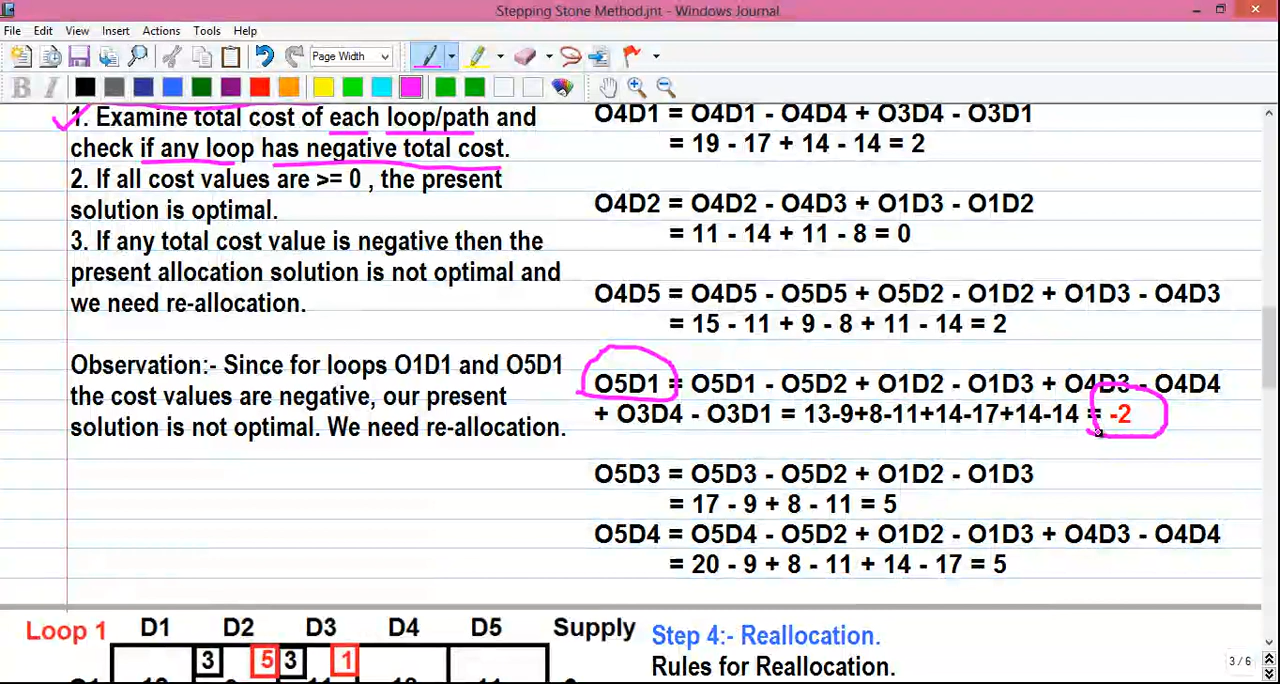 Stepping Stone Method.jnt - Windows Journal
File Edit View Insert Actions Tools Help
Page Width
B I
1. Examine total cost of each loop/path and
check if any loop has negative total cost.
2. If all cost values are >= 0 , the present
solution is optimal.
3. If any total cost value is negative then the
present allocation solution is not optimal and
we need re-allocation.
Observation:- Since for loops O1D1 and O5D1
the cost values are negative, our present
solution is not optimal. We need re-allocation.
O4D1 = O4D1 - O4D4 + O3D4 - O3D1
= 19 - 17 + 14 - 14 = 2
O4D2 = O4D2 - O4D3 + O1D3 - O1D2
= 11 - 14 + 11 - 8 = 0
O4D5 = O4D5 - O5D5 + O5D2 - O1D2 + O1D3 - O4D3
= 15 - 11 + 9 - 8 + 11 - 14 = 2
O5D1 = O5D1 - O5D2 + O1D2 - O1D3 + O4D3 - O4D4
+ O3D4 - O3D1 = 13-9+8-11+14-17+14-14 = -2
O5D3 = O5D3 - O5D2 + O1D2 - O1D3
= 17 - 9 + 8 - 11 = 5
O5D4 = O5D4 - O5D2 + O1D2 - O1D3 + O4D3 - O4D4
= 20 - 9 + 8 - 11 + 14 - 17 = 5
3 / 6
Loop 1 D1 D2 D3 D4 D5 Supply
3 5 3 1
Step 4:- Reallocation.
Rules for Reallocation.